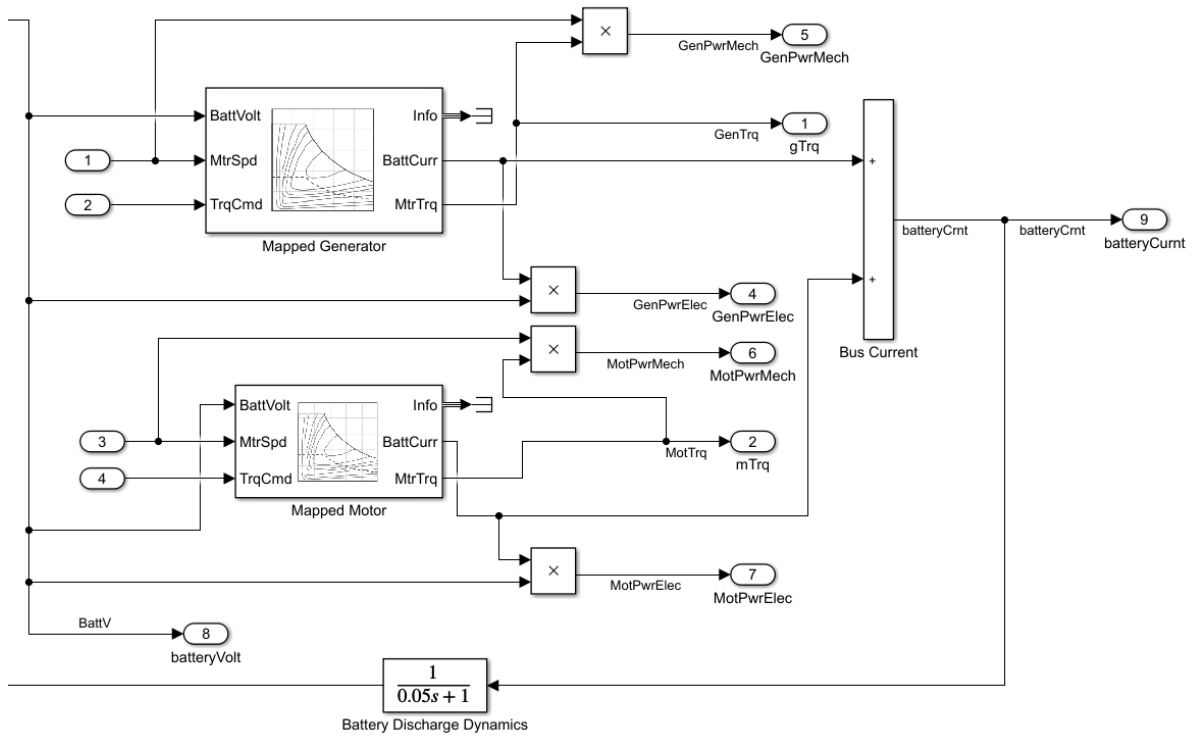 ×
GenPwrMech
5
GenPwrMech
BattVolt
Info
GenTrq
1
gTrq
1
MtrSpd
BattCurr
+
2
TrqCmd
MtrTrq
Mapped Generator
batteryCrnt
batteryCrnt
9
batteryCurnt
+
×
GenPwrElec
4
GenPwrElec
×
MotPwrMech
6
MotPwrMech
Bus Current
BattVolt
Info
3
MtrSpd
BattCurr
MotTrq
2
mTrq
4
TrqCmd
MtrTrq
Mapped Motor
×
MotPwrElec
7
MotPwrElec
BattV
8
batteryVolt
1
0.05s + 1
Battery Discharge Dynamics